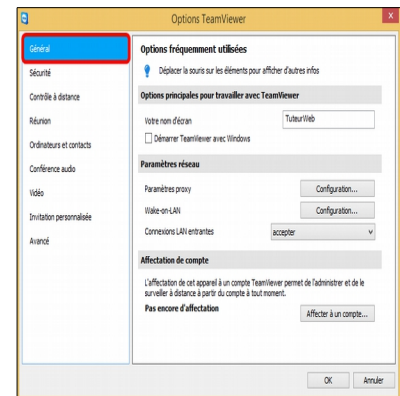 Options TeamViewer
Général
Sécurité
Contrôle à distance
Réunion
Ordinateurs et contacts
Conférence audio
Vidéo
Invitation personnalisée
Avancé
Options fréquemment utilisées
Déplacer la souris sur les éléments pour afficher d'autres infos
Options principales pour travailler avec TeamViewer
Votre nom d'écran
TuteurWeb
Démarrer TeamViewer avec Windows
Paramètres réseau
Paramètres proxy
Configuration...
Wake-on-LAN
Configuration...
Connexions LAN entrantes
accepter
Affectation de compte
L'affectation de cet appareil à un compte TeamViewer permet de l'administrer et de le
surveiller à distance à partir du compte à tout moment.
Pas encore d'affectation
Affecter à un compte...
OK
Annuler